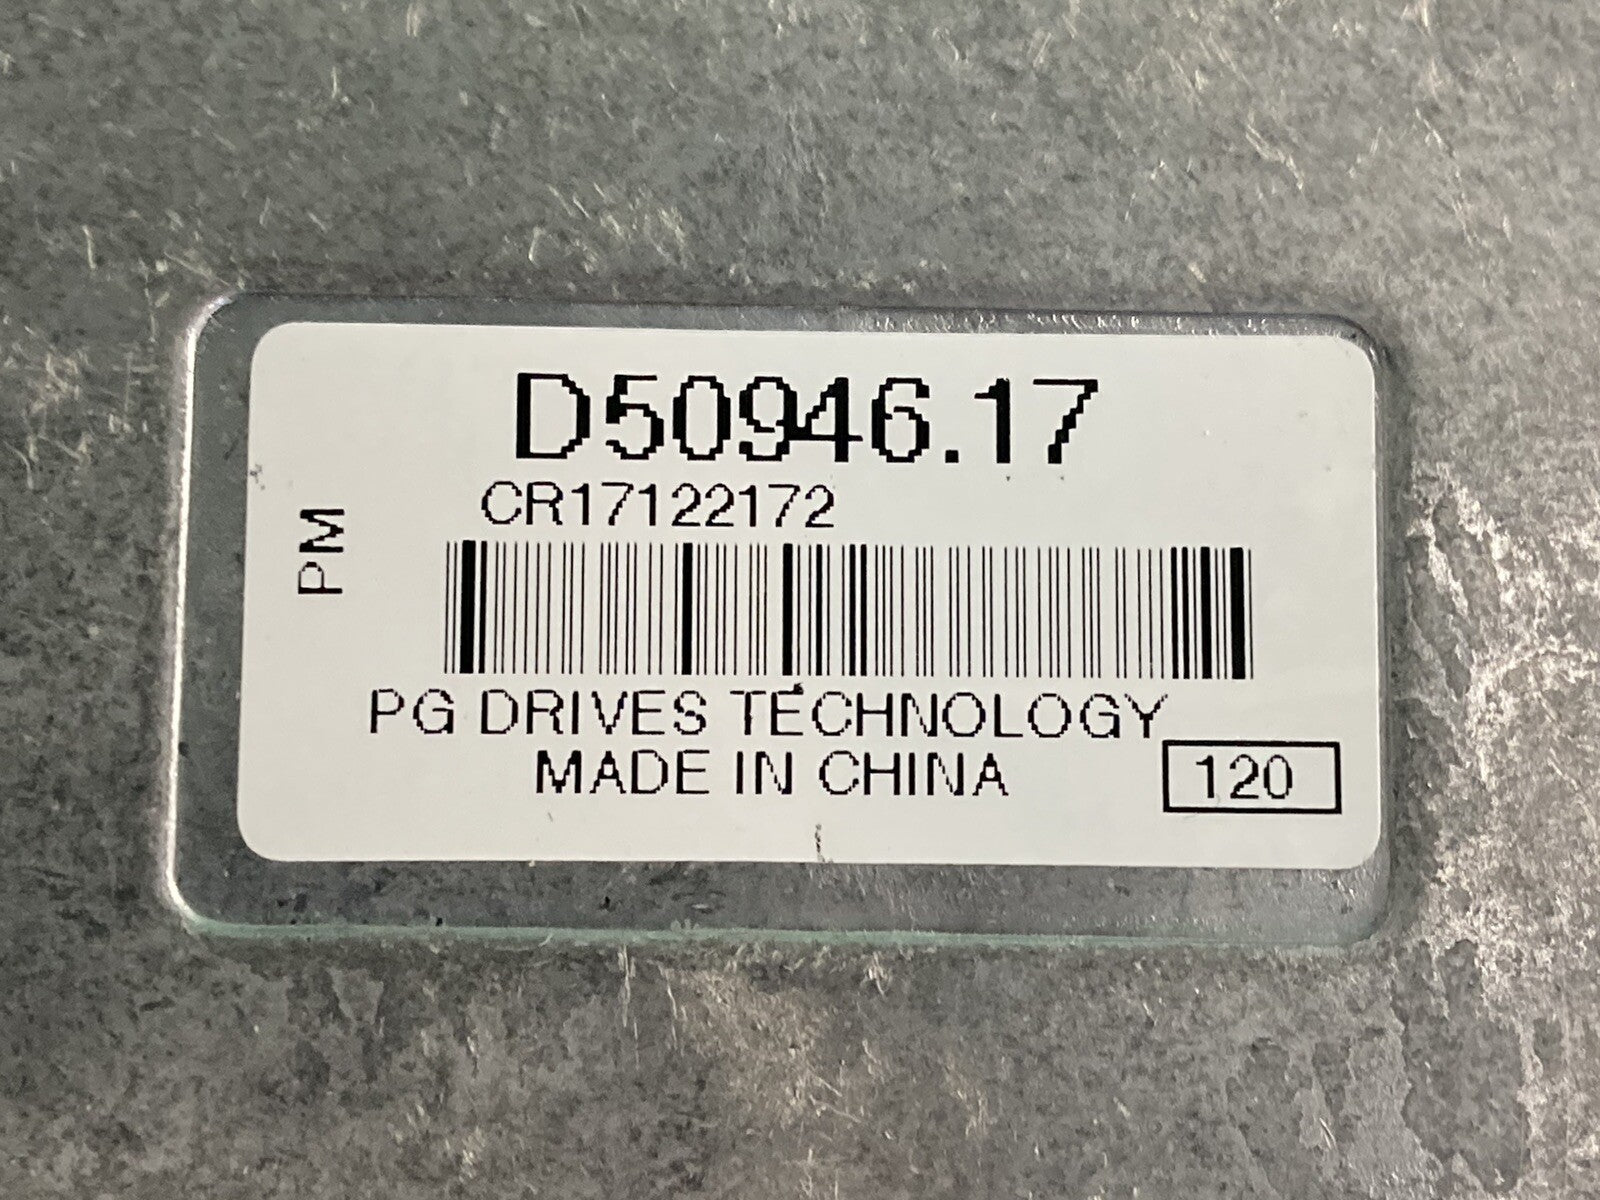 D50946.17
CR17122172
PM
PG DRIVES TECHNOLOGY
MADE IN CHINA
120